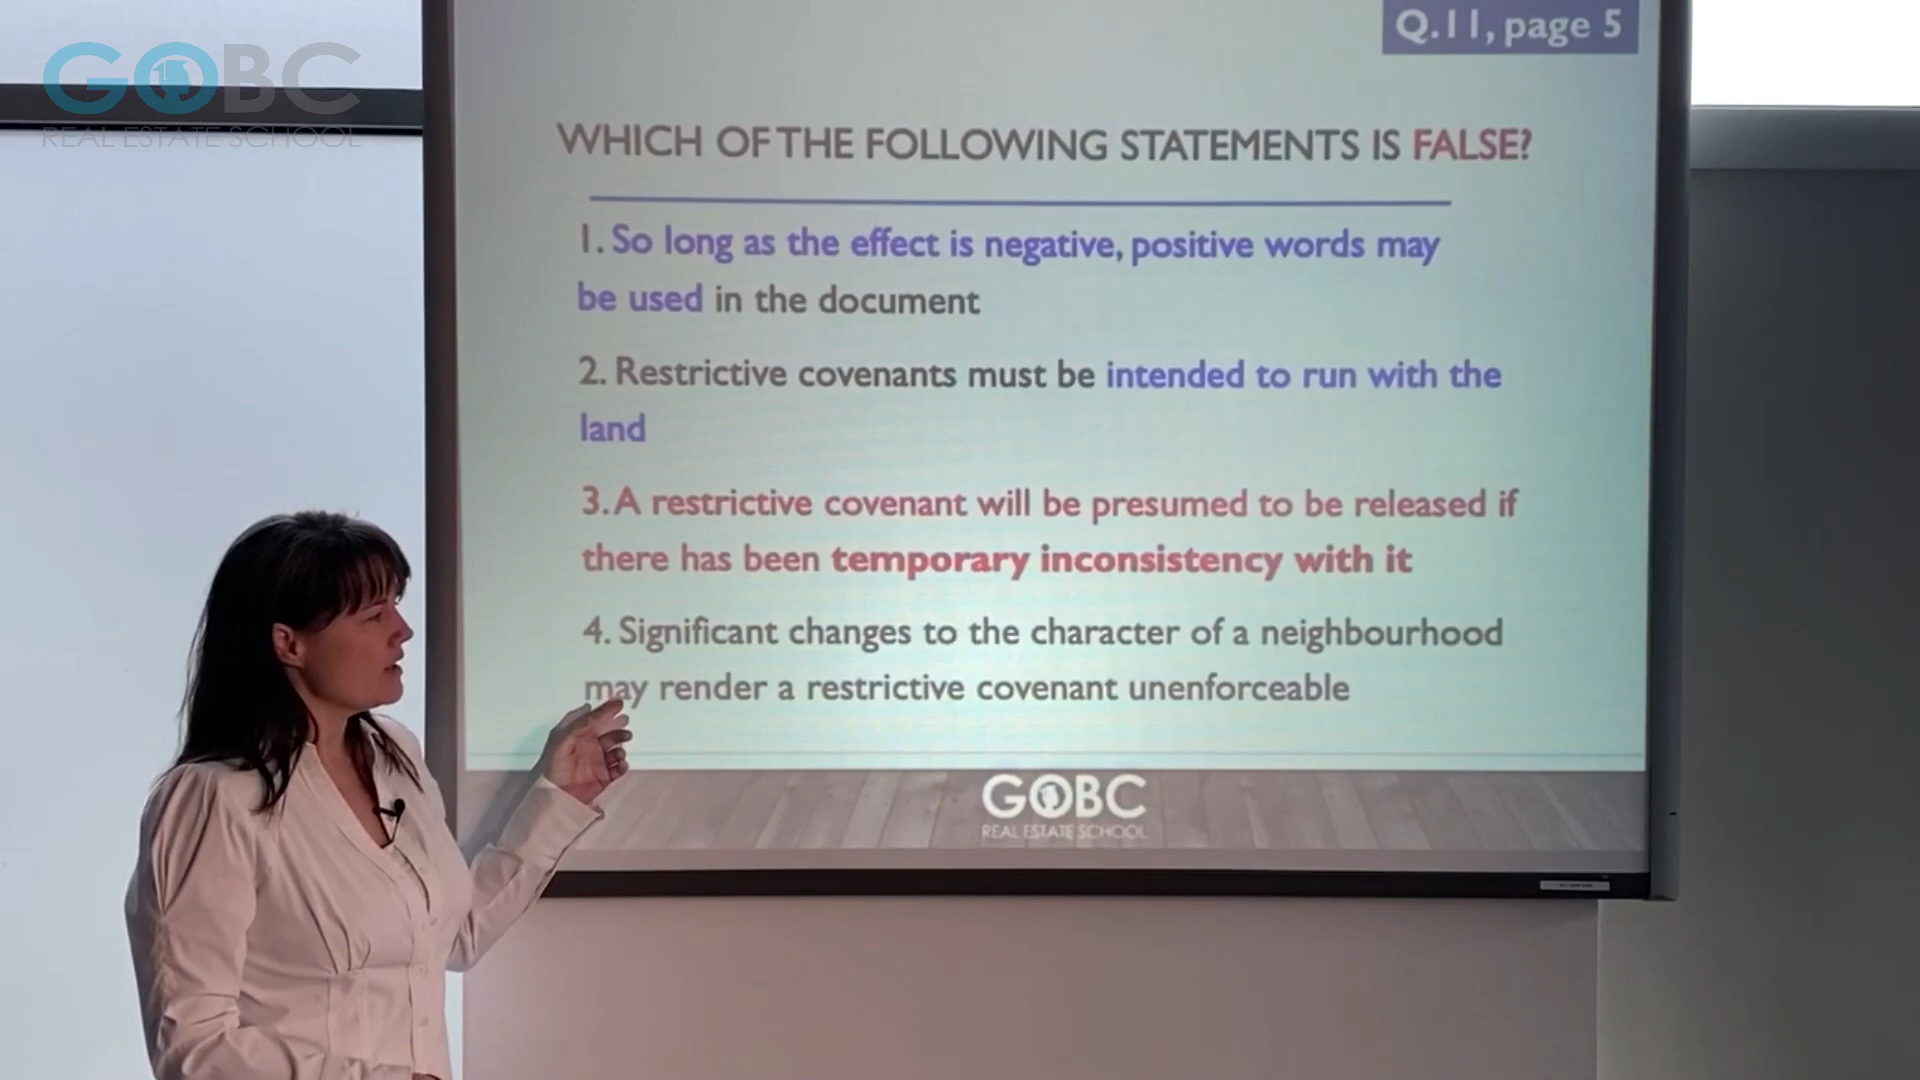 GOBC
REAL ESTATE SCHOOL
Q.11, page 5
WHICH OF THE FOLLOWING STATEMENTS IS FALSE?
1. So long as the effect is negative, positive words may
be used in the document
2. Restrictive covenants must be intended to run with the
land
3. A restrictive covenant will be presumed to be released if
there has been temporary inconsistency with it
4. Significant changes to the character of a neighbourhood
may render a restrictive covenant unenforceable
GOBC
REAL ESTATE SCHOOL